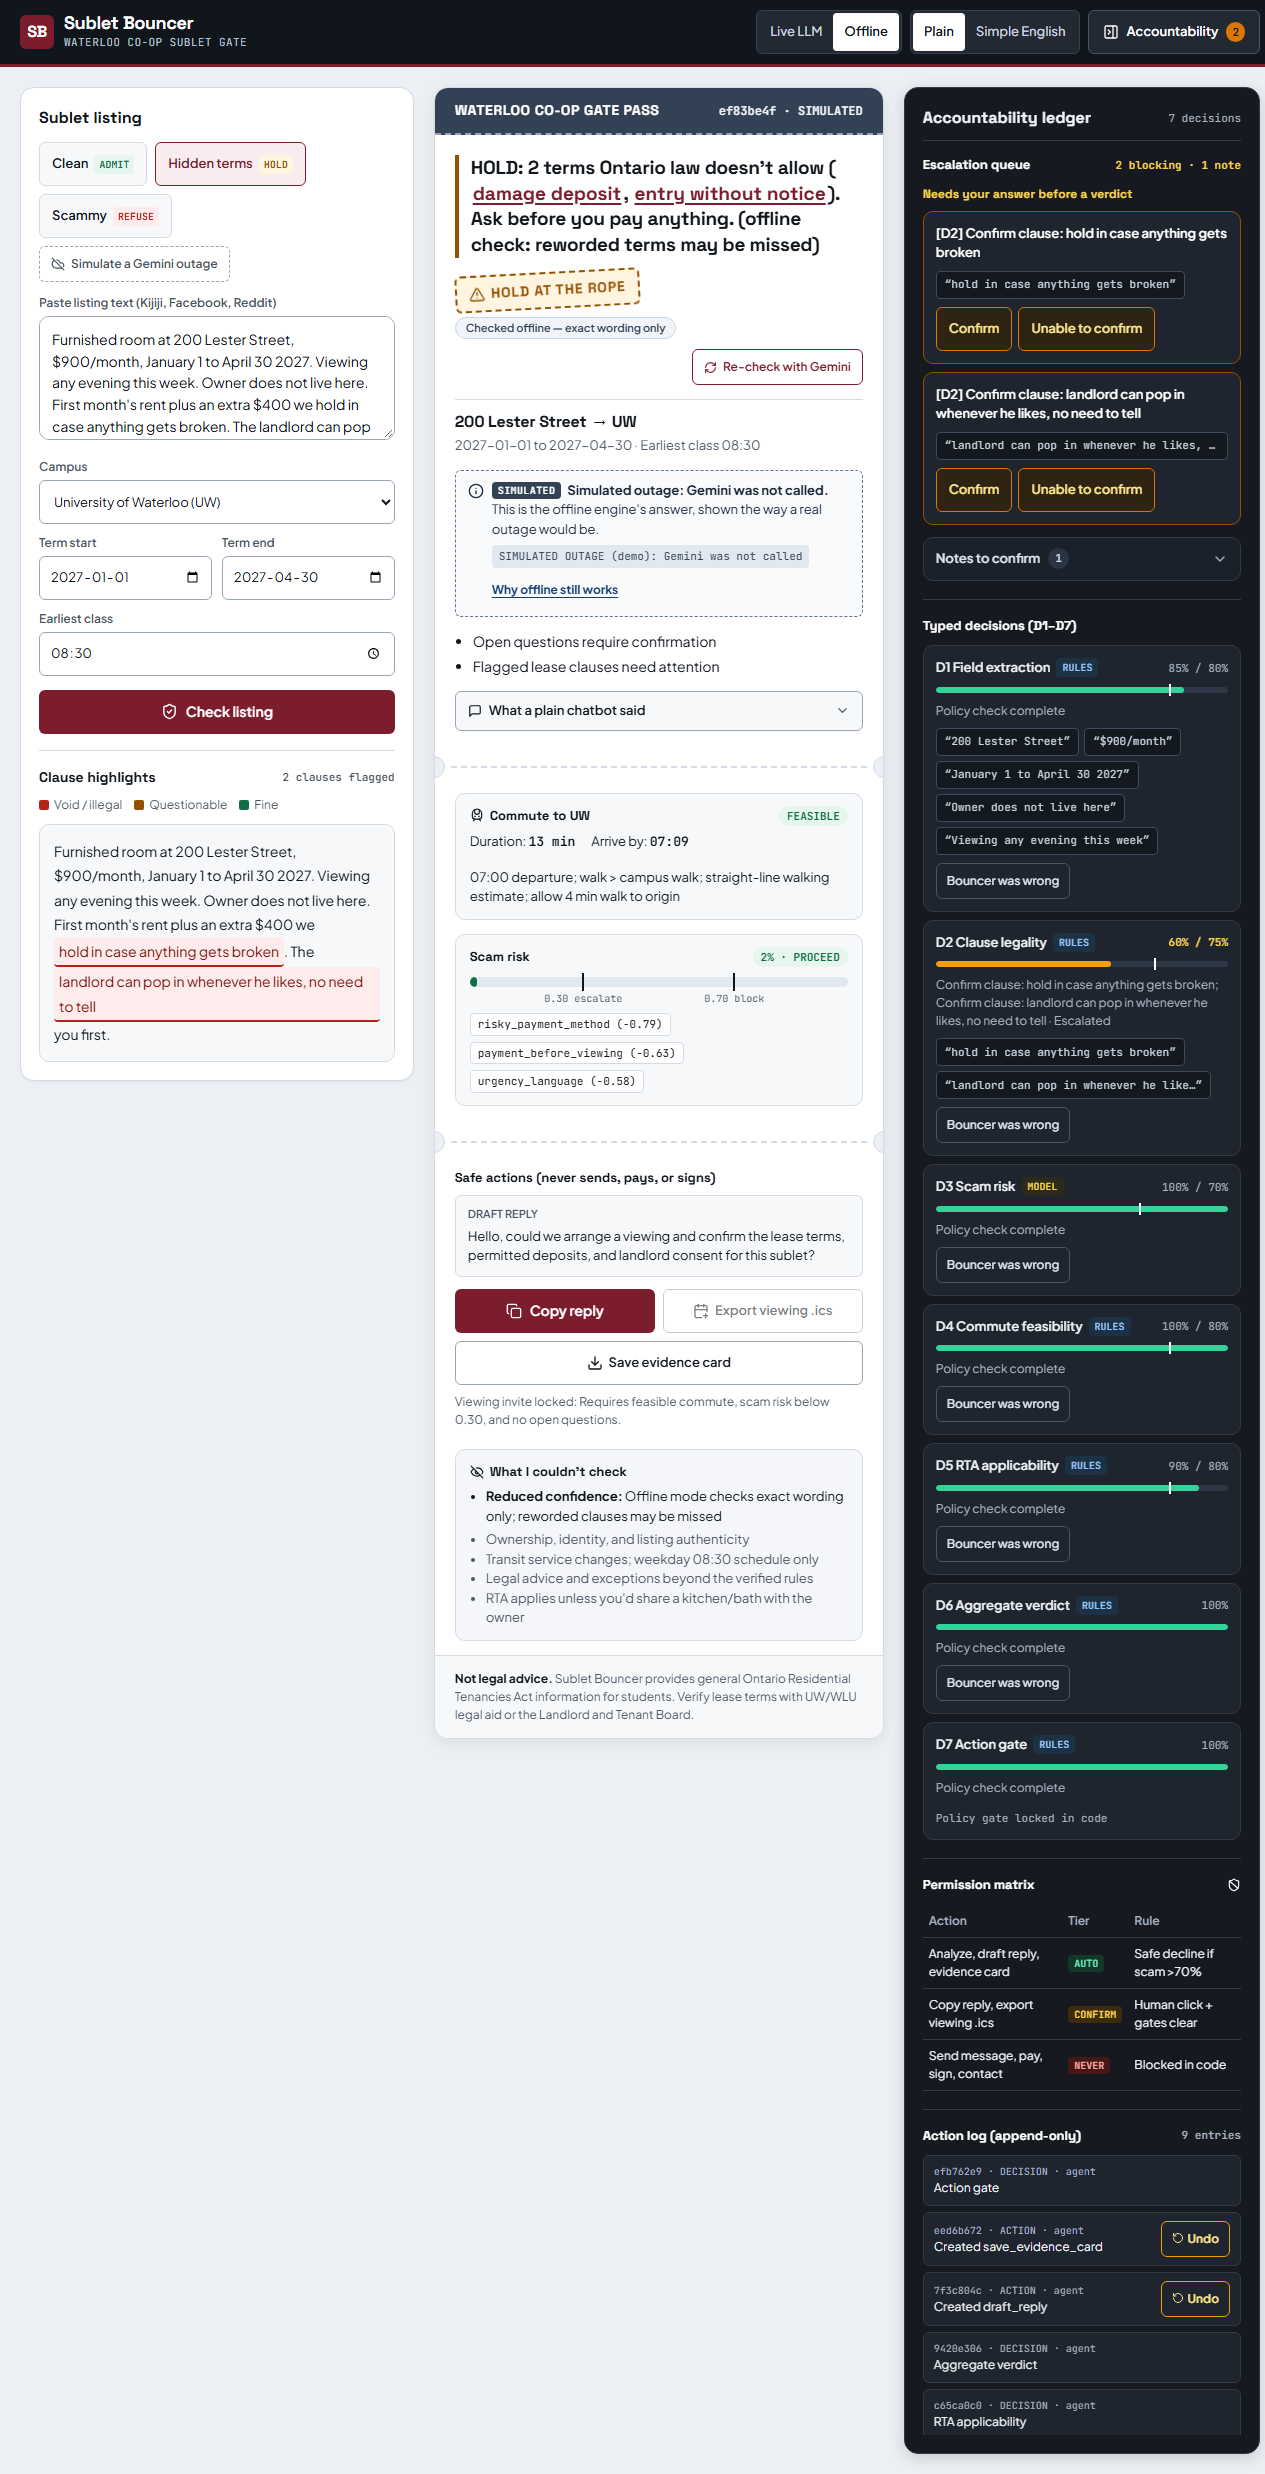 SB
Sublet Bouncer
WATERLOO CO-OP SUBLET GATE
Live LLM
Offline
Plain
Simple English
Accountability 2
Sublet listing
Clean ADMIT
Hidden terms HOLD
Scammy REFUSE
Simulate a Gemini outage
Paste listing text (Kijiji, Facebook, Reddit)
Furnished room at 200 Lester Street,
$900/month, January 1 to April 30 2027. Viewing
any evening this week. Owner does not live here.
First month's rent plus an extra $400 we hold in
case anything gets broken. The landlord can pop
Campus
University of Waterloo (UW)
Term start
Term end
2027-01-01
2027-04-30
Earliest class
08:30
Check listing
Clause highlights
2 clauses flagged
Void / illegal
Questionable
Fine
Furnished room at 200 Lester Street,
$900/month, January 1 to April 30 2027. Viewing
any evening this week. Owner does not live here.
First month's rent plus an extra $400 we
hold in case anything gets broken . The
landlord can pop in whenever he likes, no need
to tell
you first.
WATERLOO CO-OP GATE PASS
ef83be4f · SIMULATED
HOLD: 2 terms Ontario law doesn't allow (
damage deposit, entry without notice).
Ask before you pay anything. (offline
check: reworded terms may be missed)
HOLD AT THE ROPE
Checked offline — exact wording only
Re-check with Gemini
200 Lester Street → UW
2027-01-01 to 2027-04-30 · Earliest class 08:30
SIMULATED Simulated outage: Gemini was not called.
This is the offline engine's answer, shown the way a real
outage would be.
SIMULATED OUTAGE (demo): Gemini was not called
Why offline still works
• Open questions require confirmation
• Flagged lease clauses need attention
What a plain chatbot said
Commute to UW
FEASIBLE
Duration: 13 min Arrive by: 07:09
07:00 departure; walk > campus walk; straight-line walking
estimate; allow 4 min walk to origin
Scam risk
2% · PROCEED
0.30 escalate
0.70 block
risky_payment_method (-0.79)
payment_before_viewing (-0.63)
urgency_language (-0.58)
Safe actions (never sends, pays, or signs)
DRAFT REPLY
Hello, could we arrange a viewing and confirm the lease terms,
permitted deposits, and landlord consent for this sublet?
Copy reply
Export viewing .ics
Save evidence card
Viewing invite locked: Requires feasible commute, scam risk below
0.30, and no open questions.
What I couldn't check
• Reduced confidence: Offline mode checks exact wording
only; reworded clauses may be missed
• Ownership, identity, and listing authenticity
• Transit service changes; weekday 08:30 schedule only
• Legal advice and exceptions beyond the verified rules
• RTA applies unless you'd share a kitchen/bath with the
owner
Not legal advice. Sublet Bouncer provides general Ontario Residential
Tenancies Act information for students. Verify lease terms with UW/WLU
legal aid or the Landlord and Tenant Board.
Accountability ledger
7 decisions
Escalation queue
2 blocking · 1 note
Needs your answer before a verdict
[D2] Confirm clause: hold in case anything gets
broken
“hold in case anything gets broken”
Confirm
Unable to confirm
[D2] Confirm clause: landlord can pop in
whenever he likes, no need to tell
“landlord can pop in whenever he likes, …
Confirm
Unable to confirm
Notes to confirm 1
Typed decisions (D1–D7)
D1 Field extraction RULES
85% / 80%
Policy check complete
“200 Lester Street”
“$900/month”
“January 1 to April 30 2027”
“Owner does not live here”
“Viewing any evening this week”
Bouncer was wrong
D2 Clause legality RULES
60% / 75%
Confirm clause: hold in case anything gets broken;
Confirm clause: landlord can pop in whenever he
likes, no need to tell · Escalated
“hold in case anything gets broken”
“landlord can pop in whenever he like…”
Bouncer was wrong
D3 Scam risk MODEL
100% / 70%
Policy check complete
Bouncer was wrong
D4 Commute feasibility RULES
100% / 80%
Policy check complete
Bouncer was wrong
D5 RTA applicability RULES
90% / 80%
Policy check complete
Bouncer was wrong
D6 Aggregate verdict RULES
100%
Policy check complete
Bouncer was wrong
D7 Action gate RULES
100%
Policy check complete
Policy gate locked in code
Permission matrix
Action Tier Rule
Analyze, draft reply,
evidence card
AUTO
Safe decline if
scam >70%
Copy reply, export
viewing .ics
CONFIRM
Human click +
gates clear
Send message, pay,
sign, contact
NEVER
Blocked in code
Action log (append-only)
9 entries
efb762e9 · DECISION · agent
Action gate
eed6b672 · ACTION · agent
Created save_evidence_card
Undo
7f3c804c · ACTION · agent
Created draft_reply
Undo
9420e306 · DECISION · agent
Aggregate verdict
c65ca0c0 · DECISION · agent
RTA applicability